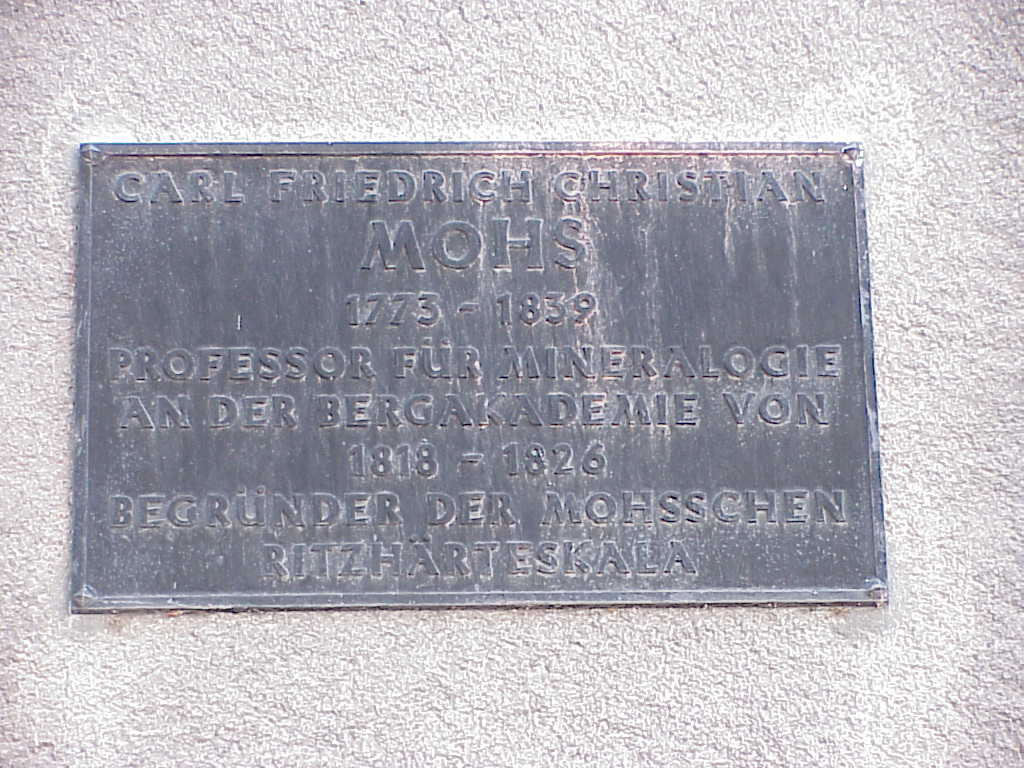 CARL FRIEDRICH CHRISTIAN
MOHS
1773 - 1839
PROFESSOR FÜR MINERALOGIE
AN DER BERGAKADEMIE VON
1818 - 1826
BEGRÜNDER DER MOHSSCHEN
RITZHÄRTESKALA